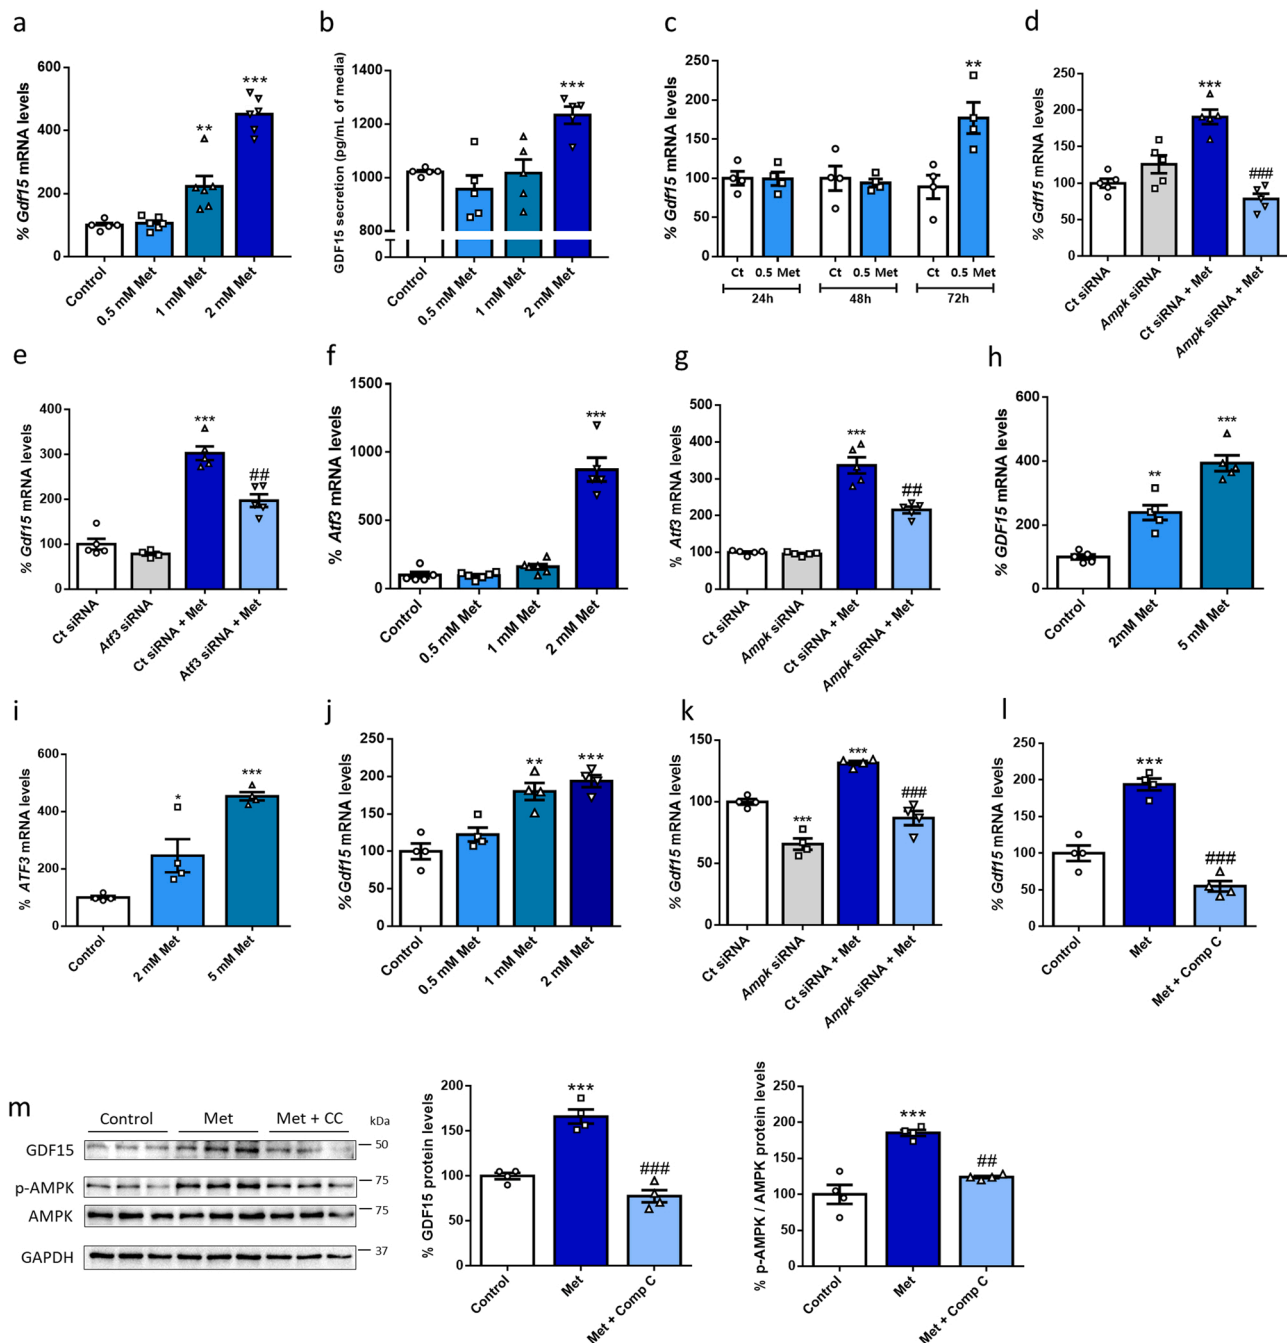 a
% Gdf15 mRNA levels
600
400
200
0
**
***
Control
0.5 mM Met
1 mM Met
2 mM Met
b
GDF15 secretion (pg/mL of media)
1400
1200
1000
800
0
***
Control
0.5 mM Met
1 mM Met
2 mM Met
c
% Gdf15 mRNA levels
250
200
150
100
50
0
**
Ct 0.5 Met Ct 0.5 Met Ct 0.5 Met
24h 48h 72h
d
% Gdf15 mRNA levels
250
200
150
100
50
0
***
###
Ct siRNA
Ampk siRNA
Ct siRNA + Met
Ampk siRNA + Met
e
% Gdf15 mRNA levels
400
300
200
100
0
***
##
Ct siRNA
Atf3 siRNA
Ct siRNA + Met
Atf3 siRNA + Met
f
% Atf3 mRNA levels
1500
1000
500
0
***
Control
0.5 mM Met
1 mM Met
2 mM Met
g
% Atf3 mRNA levels
500
400
300
200
100
0
***
##
Ct siRNA
Ampk siRNA
Ct siRNA + Met
Ampk siRNA + Met
h
% GDF15 mRNA levels
600
400
200
0
**
***
Control
2mM Met
5 mM Met
i
% ATF3 mRNA levels
600
400
200
0
*
***
Control
2 mM Met
5 mM Met
j
%Gdf15 mRNA levels
250
200
150
100
50
0
**
***
Control
0.5 mM Met
1 mM Met
2 mM Met
k
% Gdf15 mRNA levels
150
100
50
0
***
***
###
Ct siRNA
Ampk siRNA
Ct siRNA + Met
Ampk siRNA + Met
l
% Gdf15 mRNA levels
250
200
150
100
50
0
***
###
Control
Met
Met + Comp C
m
Control Met Met + CC kDa
GDF15 50
p-AMPK 75
AMPK 75
GAPDH 37
% GDF15 protein levels
200
150
100
50
0
***
###
Control
Met
Met + Comp C
% p-AMPK / AMPK protein levels
250
200
150
100
50
0
***
##
Control
Met
Met + Comp C